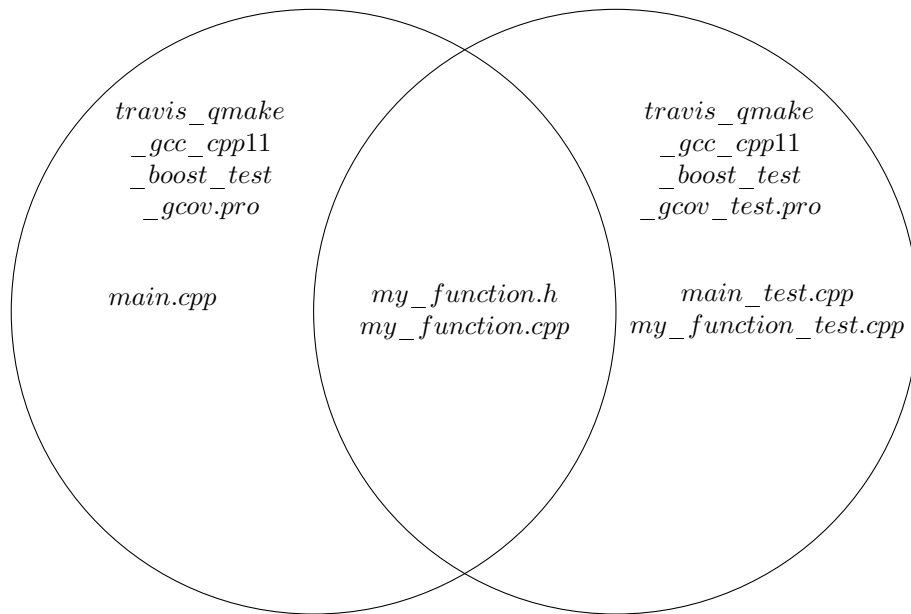 travis_qmake
_gcc_cpp11
_boost_test
_gcov.pro
main.cpp
my_function.h
my_function.cpp
travis_qmake
_gcc_cpp11
_boost_test
_gcov_test.pro
main_test.cpp
my_function_test.cpp